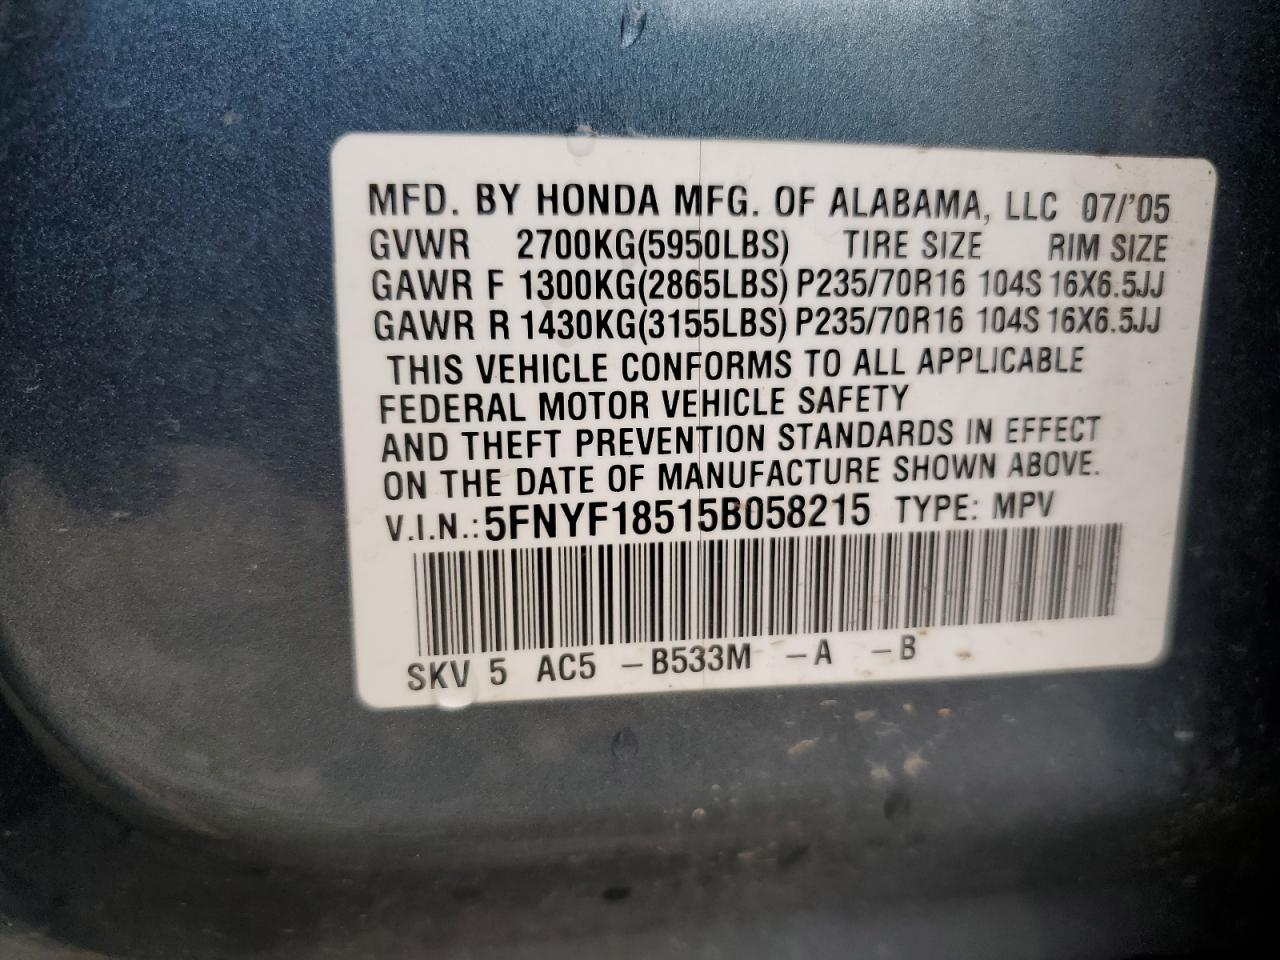 MFD. BY HONDA MFG. OF ALABAMA, LLC 07/'05
GVWR 2700KG(5950LBS) TIRE SIZE RIM SIZE
GAWR F 1300KG(2865LBS) P235/70R16 104S 16X6.5JJ
GAWR R 1430KG(3155LBS) P235/70R16 104S 16X6.5JJ
THIS VEHICLE CONFORMS TO ALL APPLICABLE
FEDERAL MOTOR VEHICLE SAFETY
AND THEFT PREVENTION STANDARDS IN EFFECT
ON THE DATE OF MANUFACTURE SHOWN ABOVE.
V.I.N.: 5FNYF18515B058215 TYPE: MPV
SKV 5 AC5 -B533M -A -B